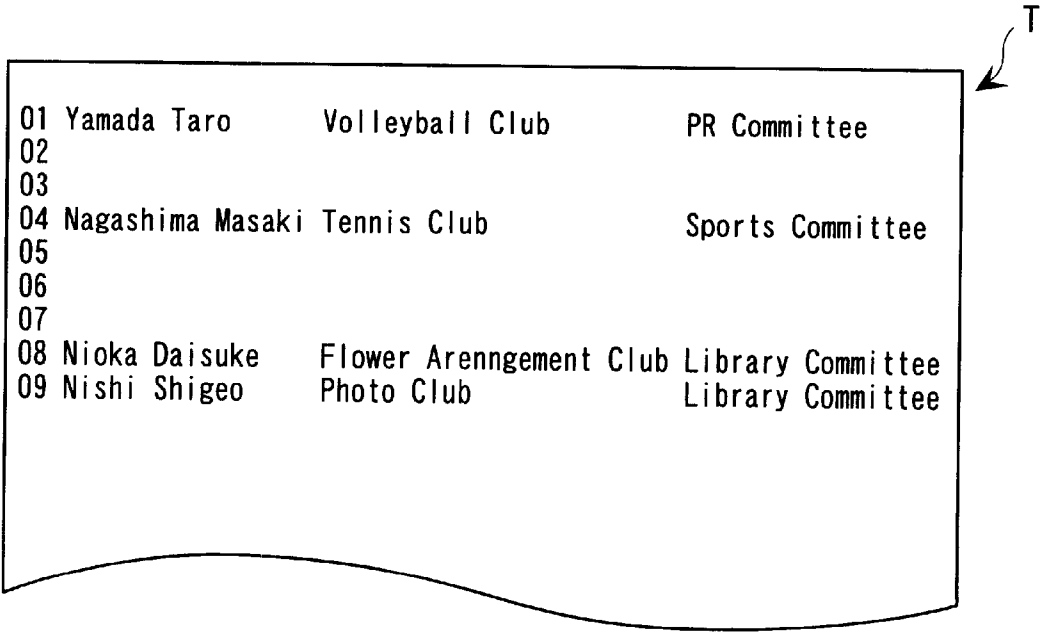 T
01 Yamada Taro Volleyball Club PR Committee
02
03
04 Nagashima Masaki Tennis Club Sports Committee
05
06
07
08 Nioka Daisuke Flower Arenngement Club Library Committee
09 Nishi Shigeo Photo Club Library Committee